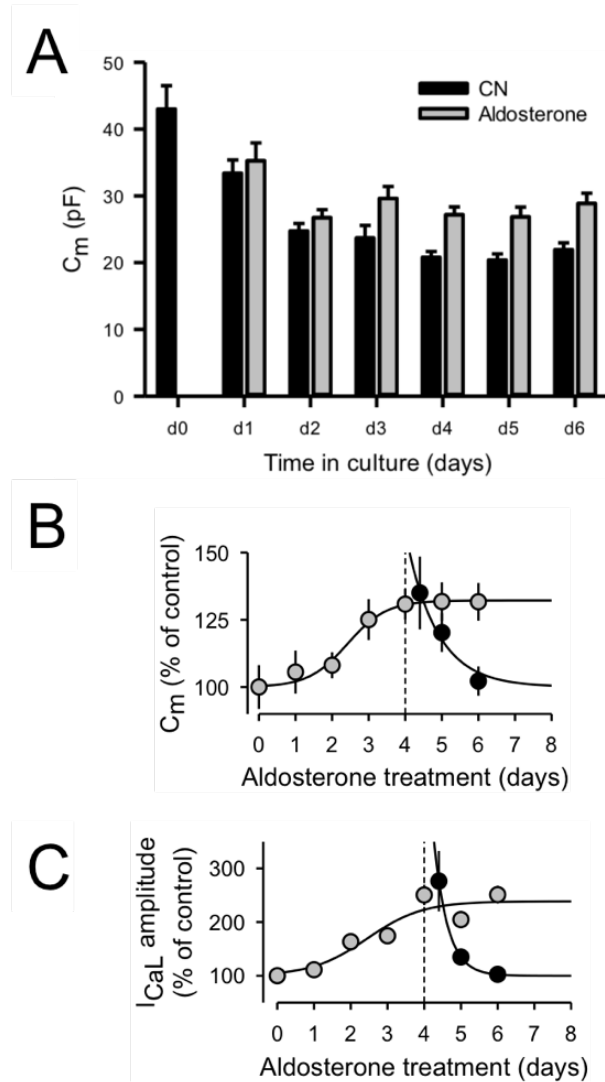 A
50
40
30
20
10
0
Cm (pF)
CN
Aldosterone
d0 d1 d2 d3 d4 d5 d6
Time in culture (days)
B
150
125
100
Cm (% of control)
0 1 2 3 4 5 6 7 8
Aldosterone treatment (days)
C
300
200
100
ICaL amplitude
(% of control)
0 1 2 3 4 5 6 7 8
Aldosterone treatment (days)